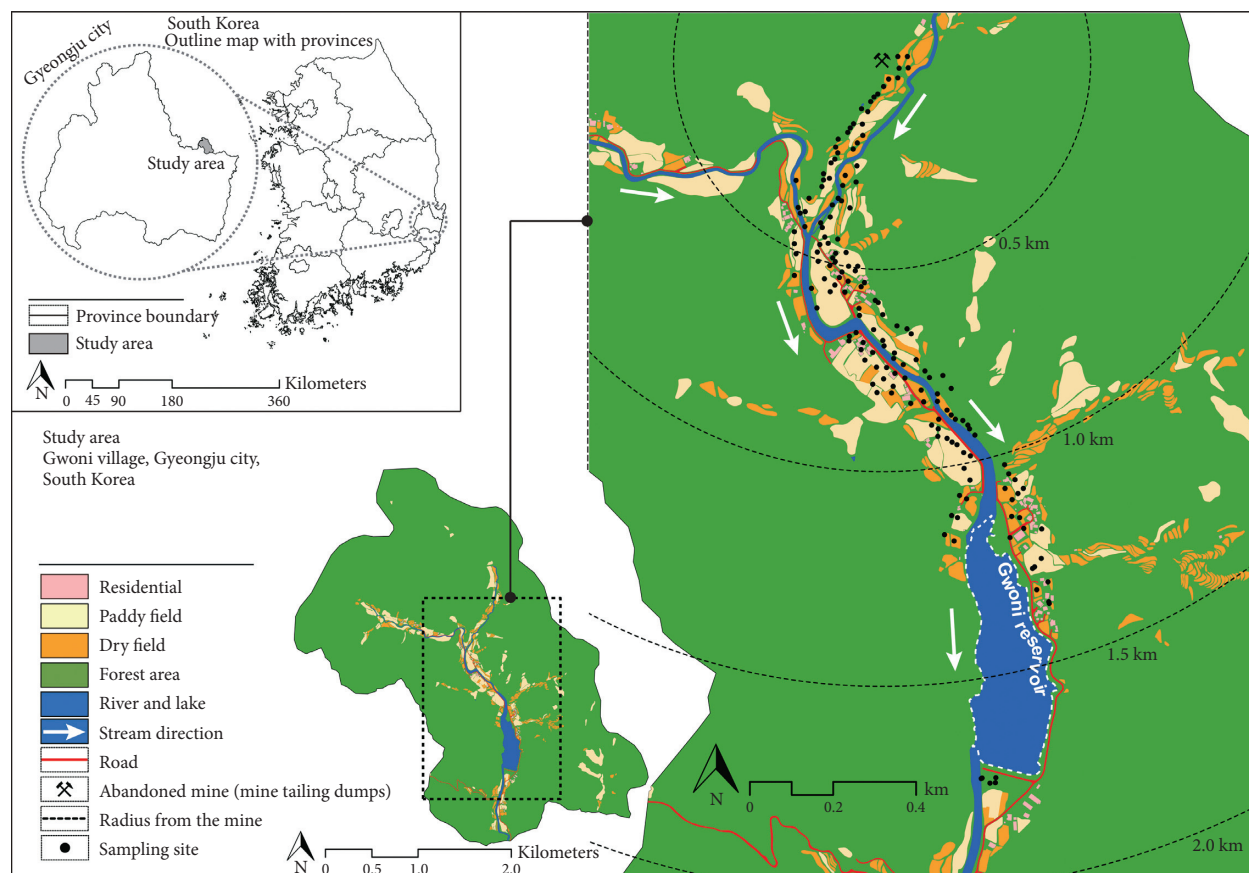 South Korea
Outline map with provinces
Gyeongju city
Study area
Province boundary
Study area
N
Kilometers
0 45 90 180 360
Study area
Gwoni village, Gyeongju city,
South Korea
Residential
Paddy field
Dry field
Forest area
River and lake
Stream direction
Road
Abandoned mine (mine tailing dumps)
Radius from the mine
Sampling site
N
Kilometers
0 0.5 1.0 2.0
0.5 km
1.0 km
1.5 km
2.0 km
Gwoni reservoir
N
km
0 0.2 0.4